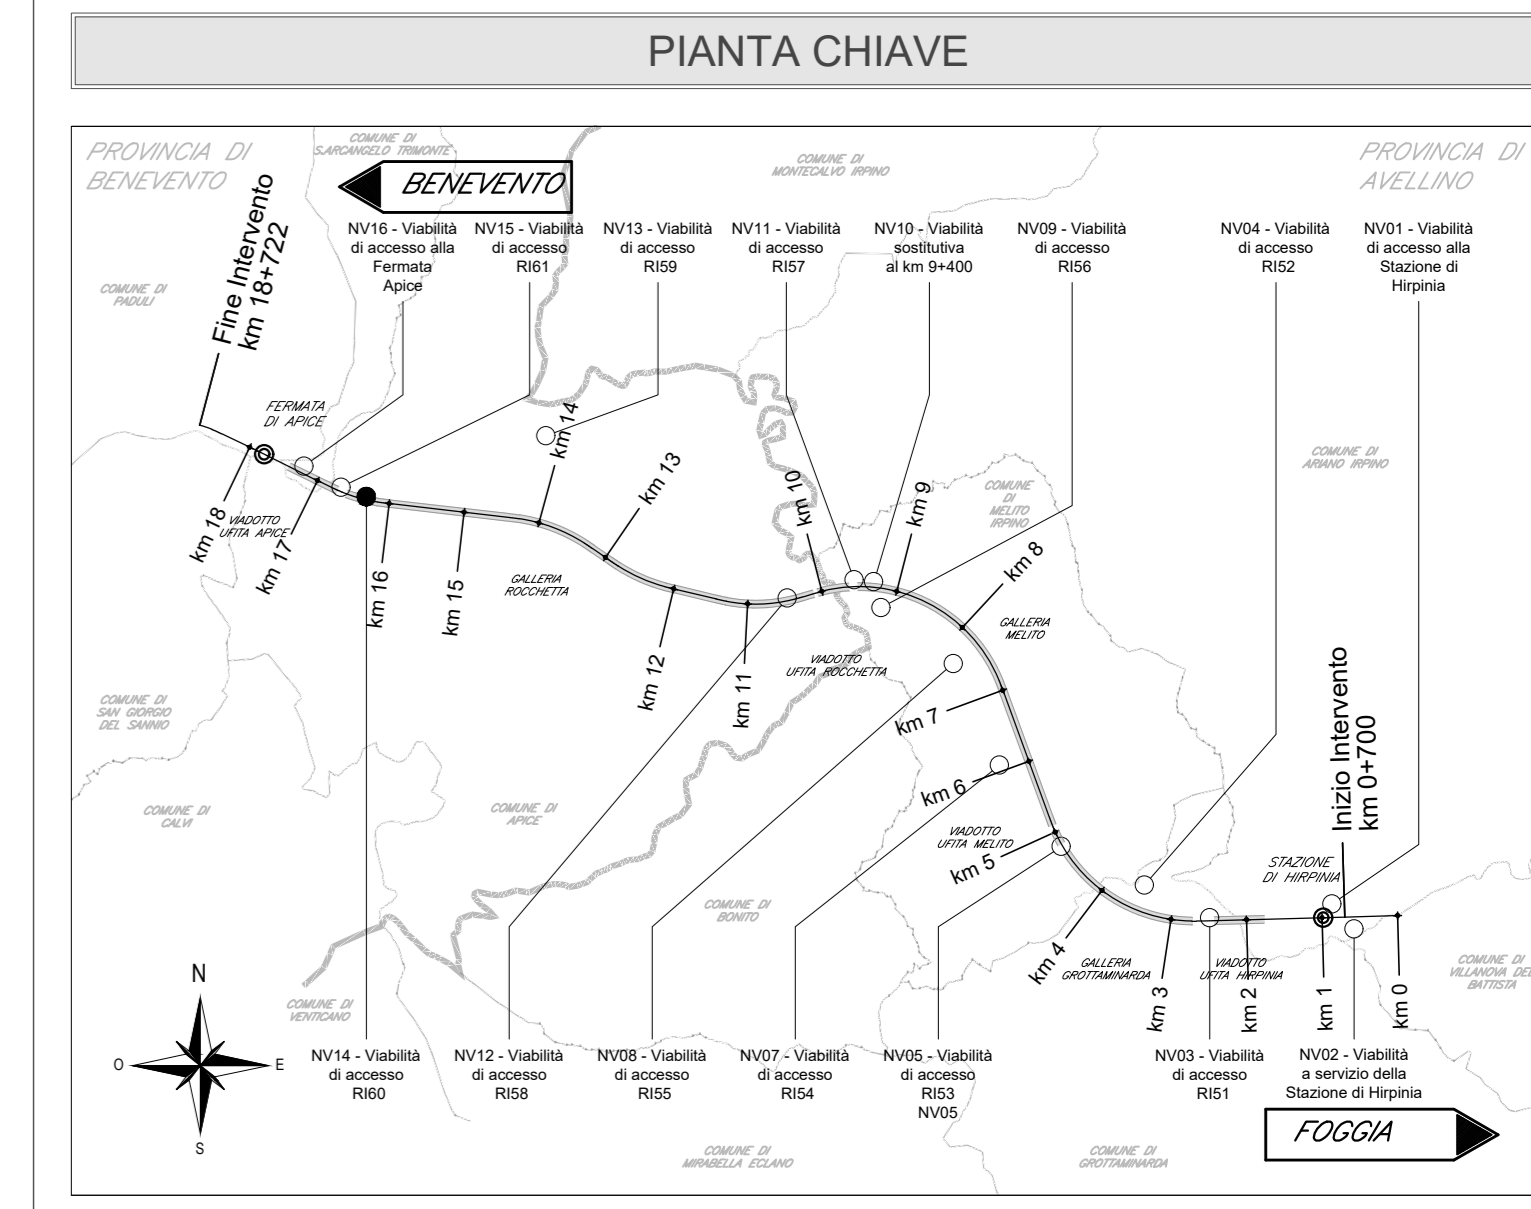 PIANTA CHIAVE
PROVINCIA DI
BENEVENTO
COMUNE DI
S.ARCANGELO TRIMONTE
BENEVENTO
COMUNE DI
MONTECALVO IRPINO
PROVINCIA DI
AVELLINO
Fine Intervento
km 18+722
NV16 - Viabilità
di accesso alla
Fermata
Apice
NV15 - Viabilità
di accesso
RI61
NV13 - Viabilità
di accesso
RI59
NV11 - Viabilità
di accesso
RI57
NV10 - Viabilità
sostitutiva
al km 9+400
NV09 - Viabilità
di accesso
RI56
NV04 - Viabilità
di accesso
RI52
NV01 - Viabilità
di accesso alla
Stazione di
Hirpinia
COMUNE DI
PADULI
FERMATA
DI APICE
km 14
km 13
km 10
km 9
COMUNE
DI
MELITO
IRPINO
COMUNE DI
ARIANO IRPINO
km 18
VIADOTTO
UFITA APICE
km 17
km 16
km 15
GALLERIA
ROCCHETTA
km 12
km 11
VIADOTTO
UFITA ROCCHETTA
km 8
GALLERIA
MELITO
km 7
km 6
COMUNE DI
SAN GIORGIO
DEL SANNIO
COMUNE DI
CALVI
COMUNE DI
APICE
VIADOTTO
UFITA MELITO
km 5
Inizio Intervento
km 0+700
STAZIONE
DI HIRPINIA
COMUNE DI
BONITO
km 4
GALLERIA
GROTTAMINARDA
km 3
VIADOTTO
UFITA HIRPINIA
km 2
km 1
km 0
COMUNE DI
VILLANOVA DEL
BATTISTA
COMUNE DI
VENTICANO
N
O
E
S
NV14 - Viabilità
di accesso
RI60
NV12 - Viabilità
di accesso
RI58
NV08 - Viabilità
di accesso
RI55
NV07 - Viabilità
di accesso
RI54
NV05 - Viabilità
di accesso
RI53
NV05
NV03 - Viabilità
di accesso
RI51
NV02 - Viabilità
a servizio della
Stazione di Hirpinia
FOGGIA
COMUNE DI
MIRABELLA ECLANO
COMUNE DI
GROTTAMINARDA